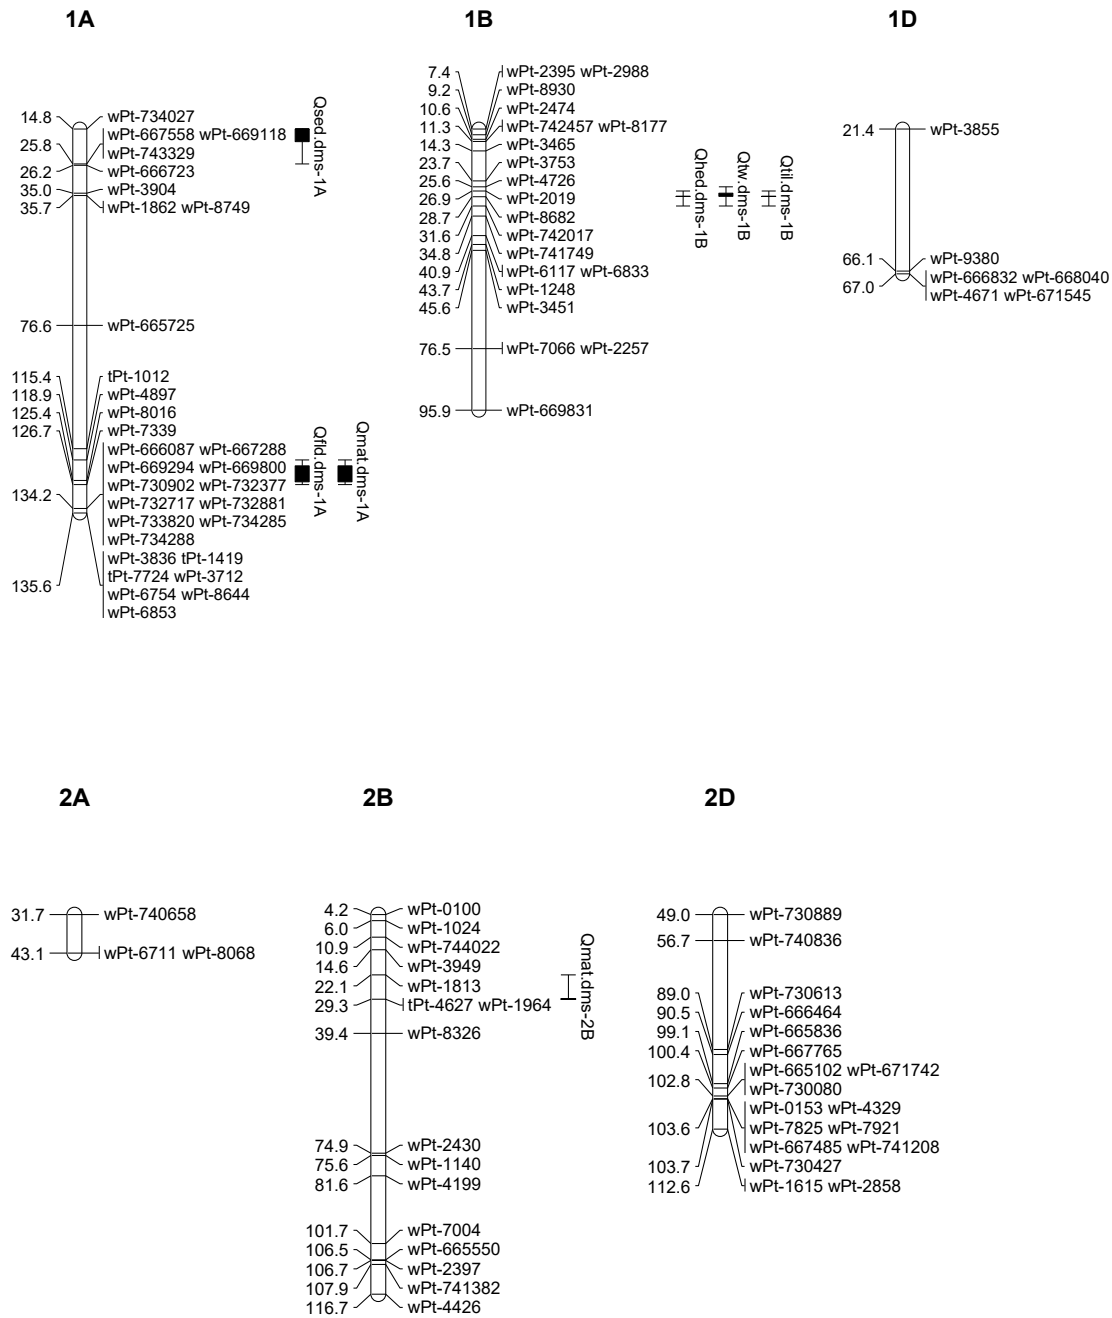 1A
14.8 wPt-734027
25.8 wPt-667558 wPt-669118
wPt-743329
26.2 wPt-666723
35.0 wPt-3904
35.7 wPt-1862 wPt-8749
76.6 wPt-665725
115.4 tPt-1012
118.9 wPt-4897
125.4 wPt-8016
126.7 wPt-7339
134.2 wPt-666087 wPt-667288
wPt-669294 wPt-669800
wPt-730902 wPt-732377
wPt-732717 wPt-732881
wPt-733820 wPt-734285
wPt-734288
135.6 wPt-3836 tPt-1419
tPt-7724 wPt-3712
wPt-6754 wPt-8644
wPt-6853
Qsed.dms-1A
Qfld.dms-1A
Qmat.dms-1A
1B
7.4 wPt-2395 wPt-2988
9.2 wPt-8930
10.6 wPt-2474
11.3 wPt-742457 wPt-8177
14.3 wPt-3465
23.7 wPt-3753
25.6 wPt-4726
26.9 wPt-2019
28.7 wPt-8682
31.6 wPt-742017
34.8 wPt-741749
40.9 wPt-6117 wPt-6833
43.7 wPt-1248
45.6 wPt-3451
76.5 wPt-7066 wPt-2257
95.9 wPt-669831
Qhed.dms-1B
Qtw.dms-1B
Qtil.dms-1B
1D
21.4 wPt-3855
66.1 wPt-9380
67.0 wPt-666832 wPt-668040
wPt-4671 wPt-671545
2A
31.7 wPt-740658
43.1 wPt-6711 wPt-8068
2B
4.2 wPt-0100
6.0 wPt-1024
10.9 wPt-744022
14.6 wPt-3949
22.1 wPt-1813
29.3 tPt-4627 wPt-1964
39.4 wPt-8326
74.9 wPt-2430
75.6 wPt-1140
81.6 wPt-4199
101.7 wPt-7004
106.5 wPt-665550
106.7 wPt-2397
107.9 wPt-741382
116.7 wPt-4426
Qmat.dms-2B
2D
49.0 wPt-730889
56.7 wPt-740836
89.0 wPt-730613
90.5 wPt-666464
99.1 wPt-665836
100.4 wPt-667765
102.8 wPt-665102 wPt-671742
wPt-730080
103.6 wPt-0153 wPt-4329
wPt-7825 wPt-7921
wPt-667485 wPt-741208
103.7 wPt-730427
112.6 wPt-1615 wPt-2858